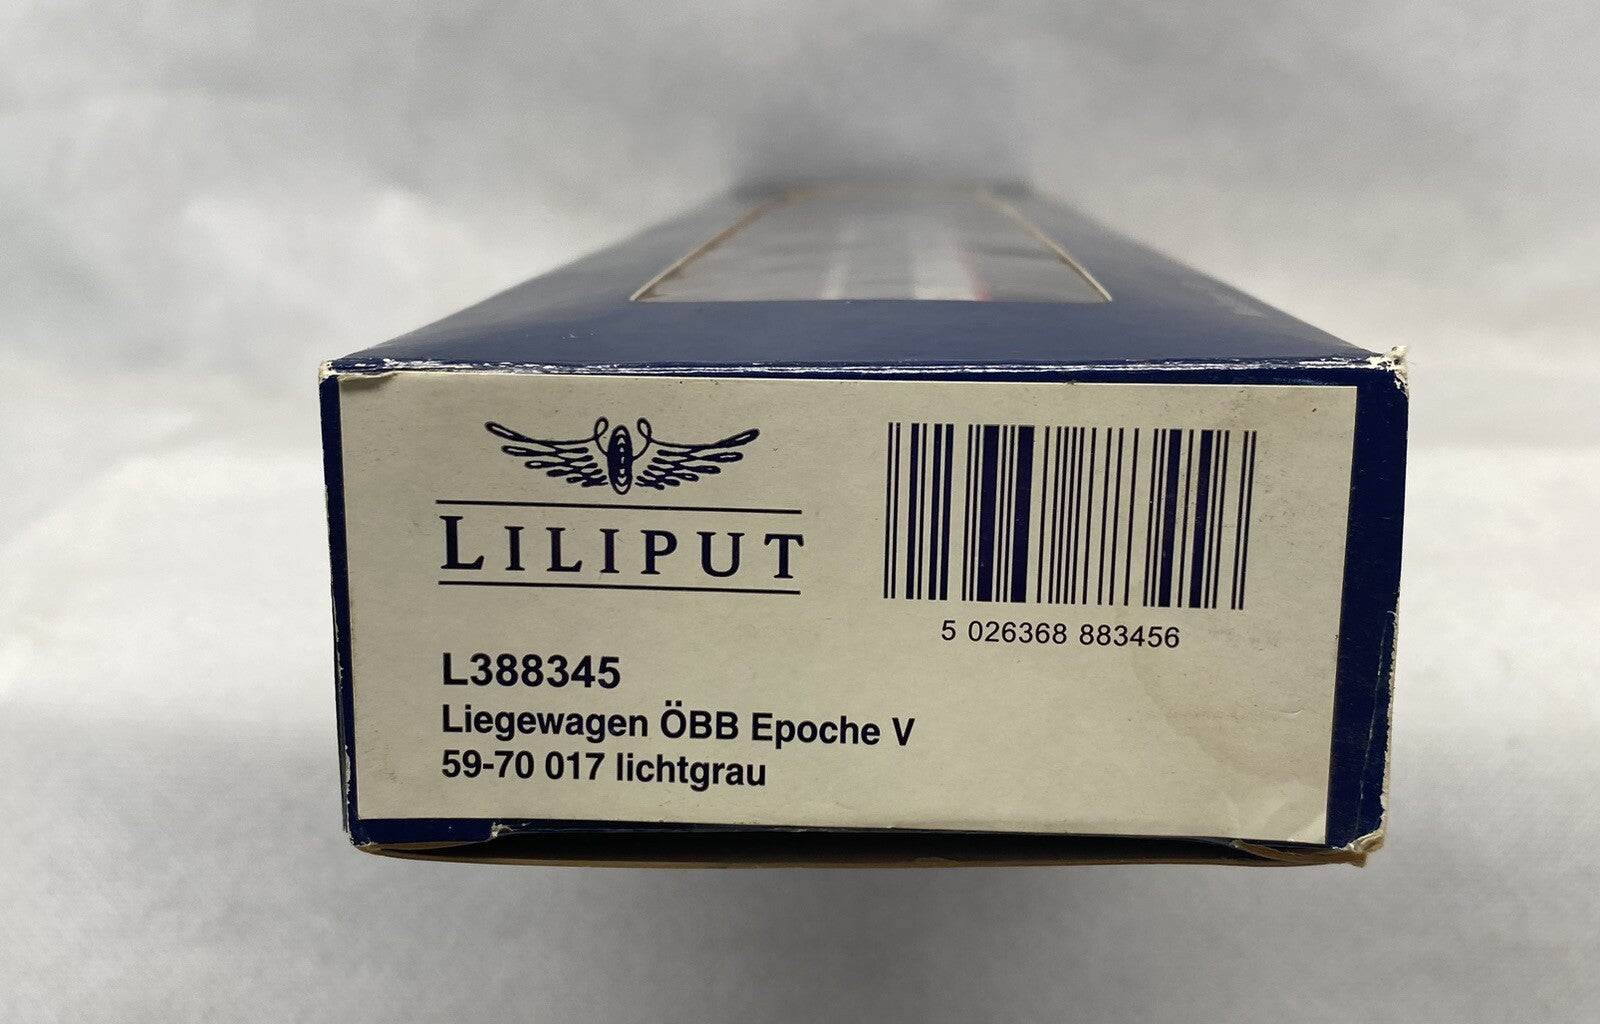 LILIPUT
5 026368 883456
L388345
Liegewagen ÖBB Epoche V
59-70 017 lichtgrau